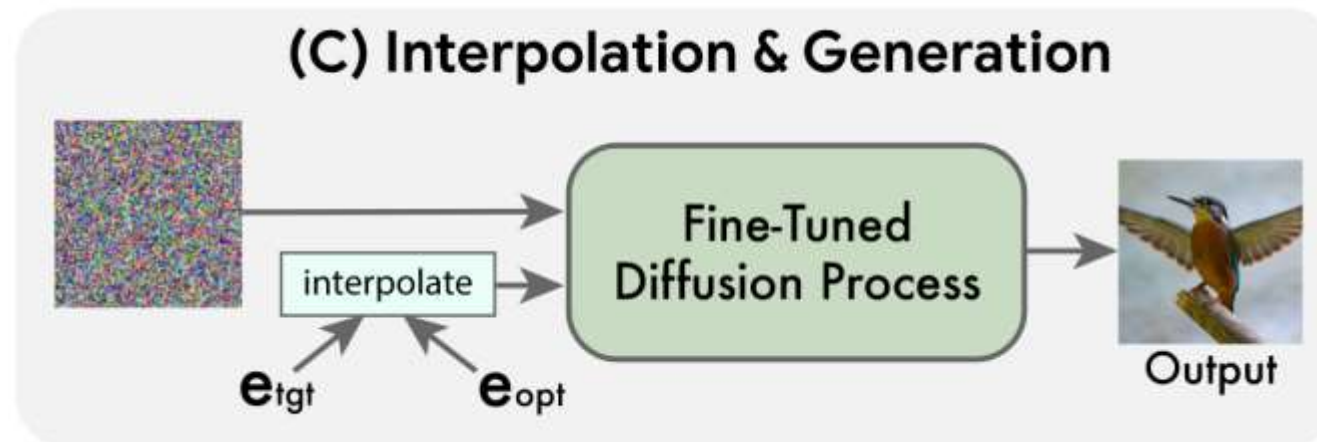 (C) Interpolation & Generation
interpolate
Fine-Tuned
Diffusion Process
etgt
eopt
Output